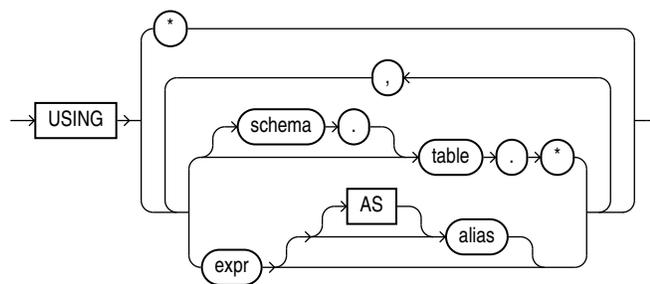 *
,
USING
schema .
table . *
AS
alias
expr